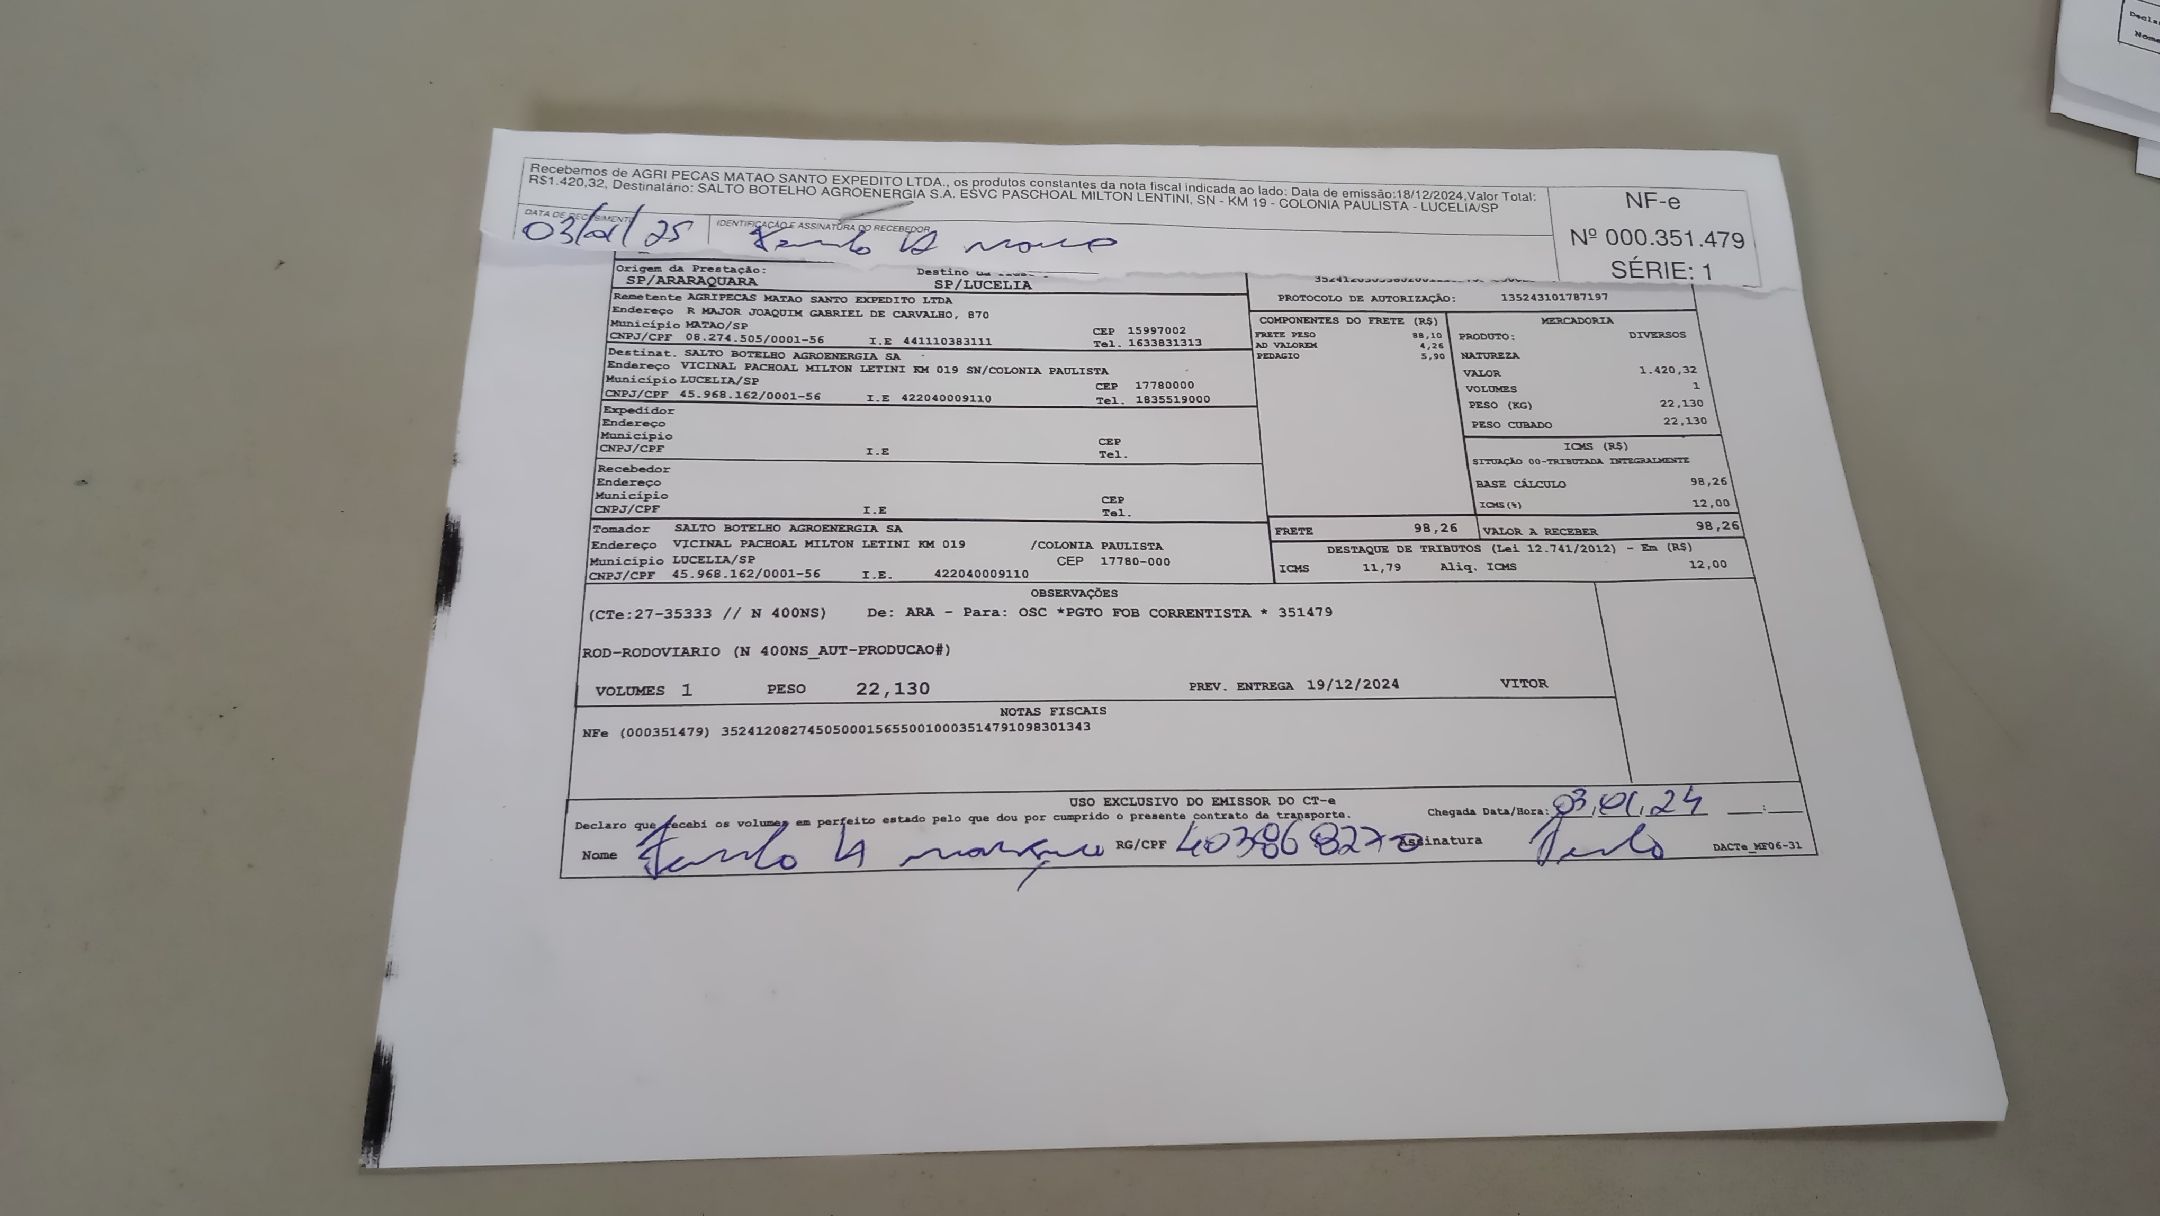 Recebemos de AGRI PECAS MATAO SANTO EXPEDITO LTDA., os produtos constantes da nota fiscal indicada ao lado: Data de emissão:18/12/2024,Valor Total:
R$1.420,32, Destinatário: SALTO BOTELHO AGROENERGIA S.A. ESVC PASCHOAL MILTON LENTINI, SN - KM 19 - COLONIA PAULISTA - LUCELIA/SP
NF-e
Nº 000.351.479
SÉRIE: 1
DATA DE RECEBIMENTO
03/01/25
IDENTIFICAÇÃO E ASSINATURA DO RECEBEDOR
Origem da Prestação:
SP/ARARAQUARA
Destino
SP/LUCELIA
PROTOCOLO DE AUTORIZAÇÃO: 135243101787197
Remetente AGRIPECAS MATAO SANTO EXPEDITO LTDA
Endereço R MAJOR JOAQUIM GABRIEL DE CARVALHO, 870
Município MATAO/SP CEP 15997002
CNPJ/CPF 08.274.505/0001-56 I.E 441110383111 Tel. 1633831313
Destinat. SALTO BOTELHO AGROENERGIA SA
Endereço VICINAL PACHOAL MILTON LETINI KM 019 SN/COLONIA PAULISTA
Município LUCELIA/SP CEP 17780000
CNPJ/CPF 45.968.162/0001-56 I.E 422040009110 Tel. 1835519000
Expedidor
Endereço
Município CEP
CNPJ/CPF I.E Tel.
Recebedor
Endereço
Município CEP
CNPJ/CPF I.E Tel.
Tomador SALTO BOTELHO AGROENERGIA SA
Endereço VICINAL PACHOAL MILTON LETINI KM 019 /COLONIA PAULISTA
Município LUCELIA/SP CEP 17780-000
CNPJ/CPF 45.968.162/0001-56 I.E. 422040009110
COMPONENTES DO FRETE (R$)
FRETE PESO 88,10
AD VALOREM 4,26
PEDAGIO 5,90
MERCADORIA
PRODUTO: DIVERSOS
NATUREZA
VALOR 1.420,32
VOLUMES 1
PESO (KG) 22,130
PESO CUBADO 22,130
ICMS (R$)
SITUAÇÃO 00-TRIBUTADA INTEGRALMENTE
BASE CÁLCULO 98,26
ICMS(%) 12,00
FRETE 98,26 VALOR A RECEBER 98,26
DESTAQUE DE TRIBUTOS (Lei 12.741/2012) - Em (R$)
ICMS 11,79 Aliq. ICMS 12,00
OBSERVAÇÕES
(CTe:27-35333 // N 400NS) De: ARA - Para: OSC *PGTO FOB CORRENTISTA * 351479
ROD-RODOVIARIO (N 400NS_AUT-PRODUCAO#)
VOLUMES 1 PESO 22,130 PREV. ENTREGA 19/12/2024 VITOR
NOTAS FISCAIS
NFe (000351479) 35241208274505000156550010003514791098301343
USO EXCLUSIVO DO EMISSOR DO CT-e
Declaro que recebi os volumes em perfeito estado pelo que dou por cumprido o presente contrato de transporte.
Chegada Data/Hora: 03,01,24 __:__
Nome RG/CPF Assinatura
DACTe_MF06-31
Decla
Nome